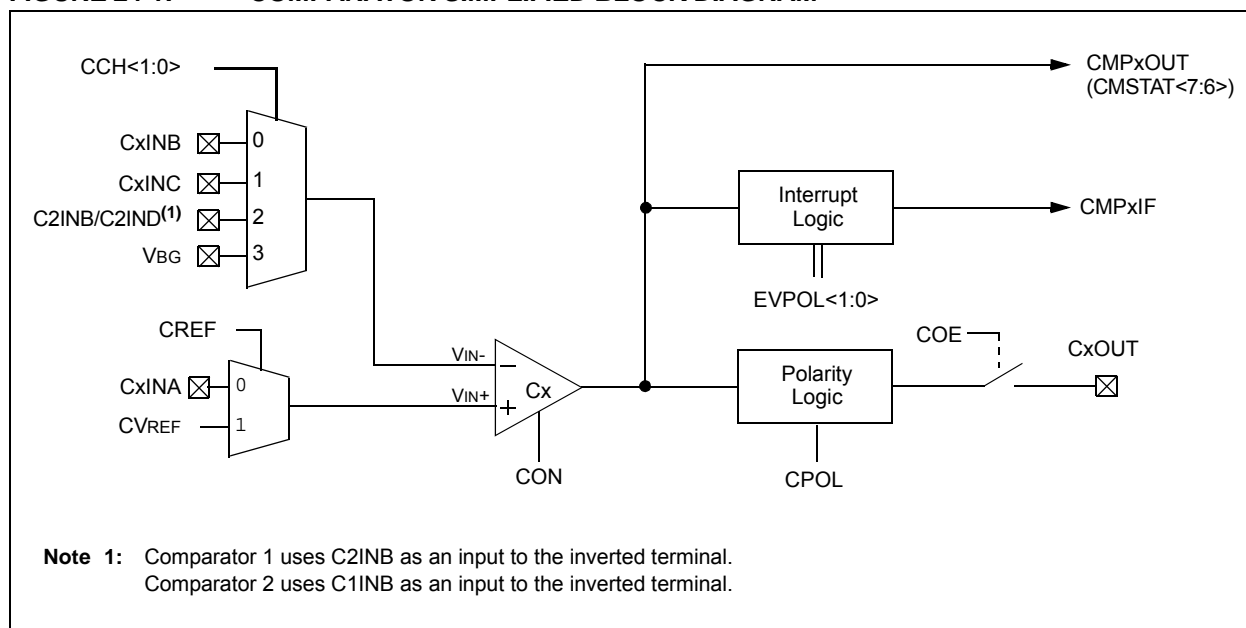 CCH<1:0>
CMPxOUT
(CMSTAT<7:6>)
CxINB
0
CxINC
1
C2INB/C2IND(1)
2
VBG
3
Interrupt
Logic
CMPxIF
EVPOL<1:0>
CREF
COE
CxOUT
VIN-
CxINA
0
Cx
Polarity
Logic
VIN+
CVREF
1
CON
CPOL
Note 1: Comparator 1 uses C2INB as an input to the inverted terminal.
Comparator 2 uses C1INB as an input to the inverted terminal.